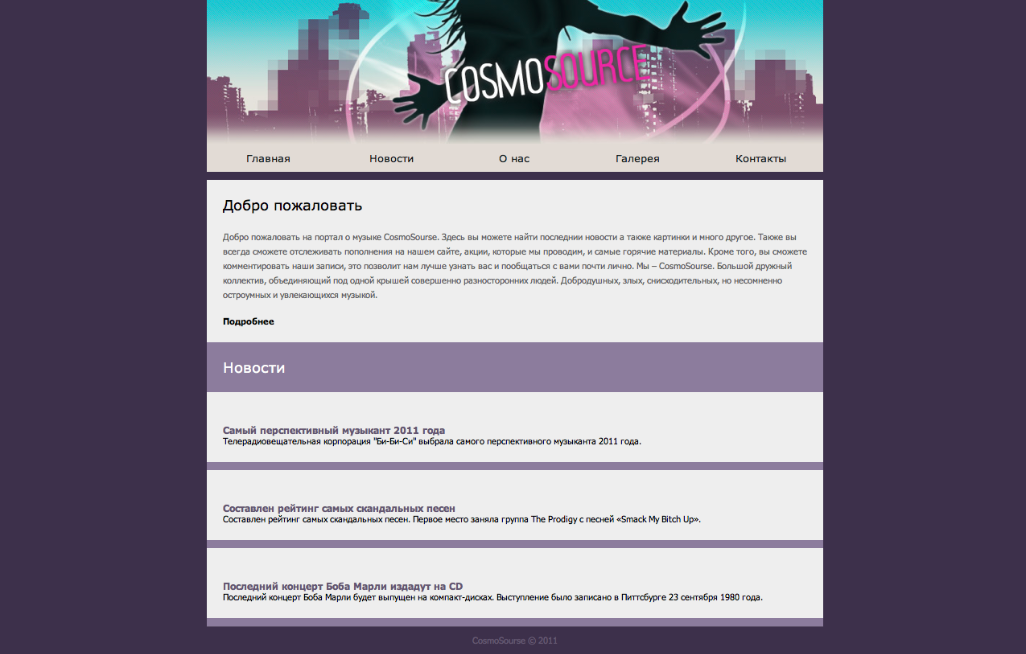 COSMOSOURCE
Главная Новости О нас Галерея Контакты
Добро пожаловать
Добро пожаловать на портал о музыке CosmoSourse. Здесь вы можете найти последнии новости а также картинки и много другое. Также вы
всегда сможете отслеживать пополнения на нашем сайте, акции, которые мы проводим, и самые горячие материалы. Кроме того, вы сможете
комментировать наши записи, это позволит нам лучше узнать вас и пообщаться с вами почти лично. Мы – CosmoSourse. Большой дружный
коллектив, объединяющий под одной крышей совершенно разносторонних людей. Добродушных, злых, снисходительных, но несомненно
остроумных и увлекающихся музыкой.
Подробнее
Новости
Самый перспективный музыкант 2011 года
Телерадиовещательная корпорация "Би-Би-Си" выбрала самого перспективного музыканта 2011 года.
Составлен рейтинг самых скандальных песен
Составлен рейтинг самых скандальных песен. Первое место заняла группа The Prodigy с песней «Smack My Bitch Up».
Последний концерт Боба Марли издадут на CD
Последний концерт Боба Марли будет выпущен на компакт-дисках. Выступление было записано в Питтсбурге 23 сентября 1980 года.
CosmoSourse © 2011